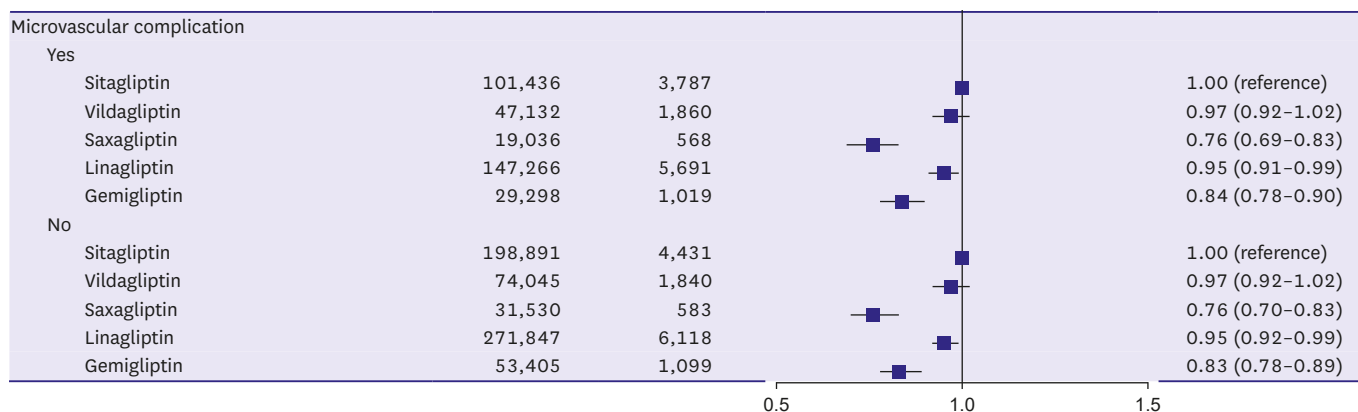 Microvascular complication
Yes
Sitagliptin 101,436 3,787 1.00 (reference)
Vildagliptin 47,132 1,860 0.97 (0.92–1.02)
Saxagliptin 19,036 568 0.76 (0.69–0.83)
Linagliptin 147,266 5,691 0.95 (0.91–0.99)
Gemigliptin 29,298 1,019 0.84 (0.78–0.90)
No
Sitagliptin 198,891 4,431 1.00 (reference)
Vildagliptin 74,045 1,840 0.97 (0.92–1.02)
Saxagliptin 31,530 583 0.76 (0.70–0.83)
Linagliptin 271,847 6,118 0.95 (0.92–0.99)
Gemigliptin 53,405 1,099 0.83 (0.78–0.89)
0.5 1.0 1.5